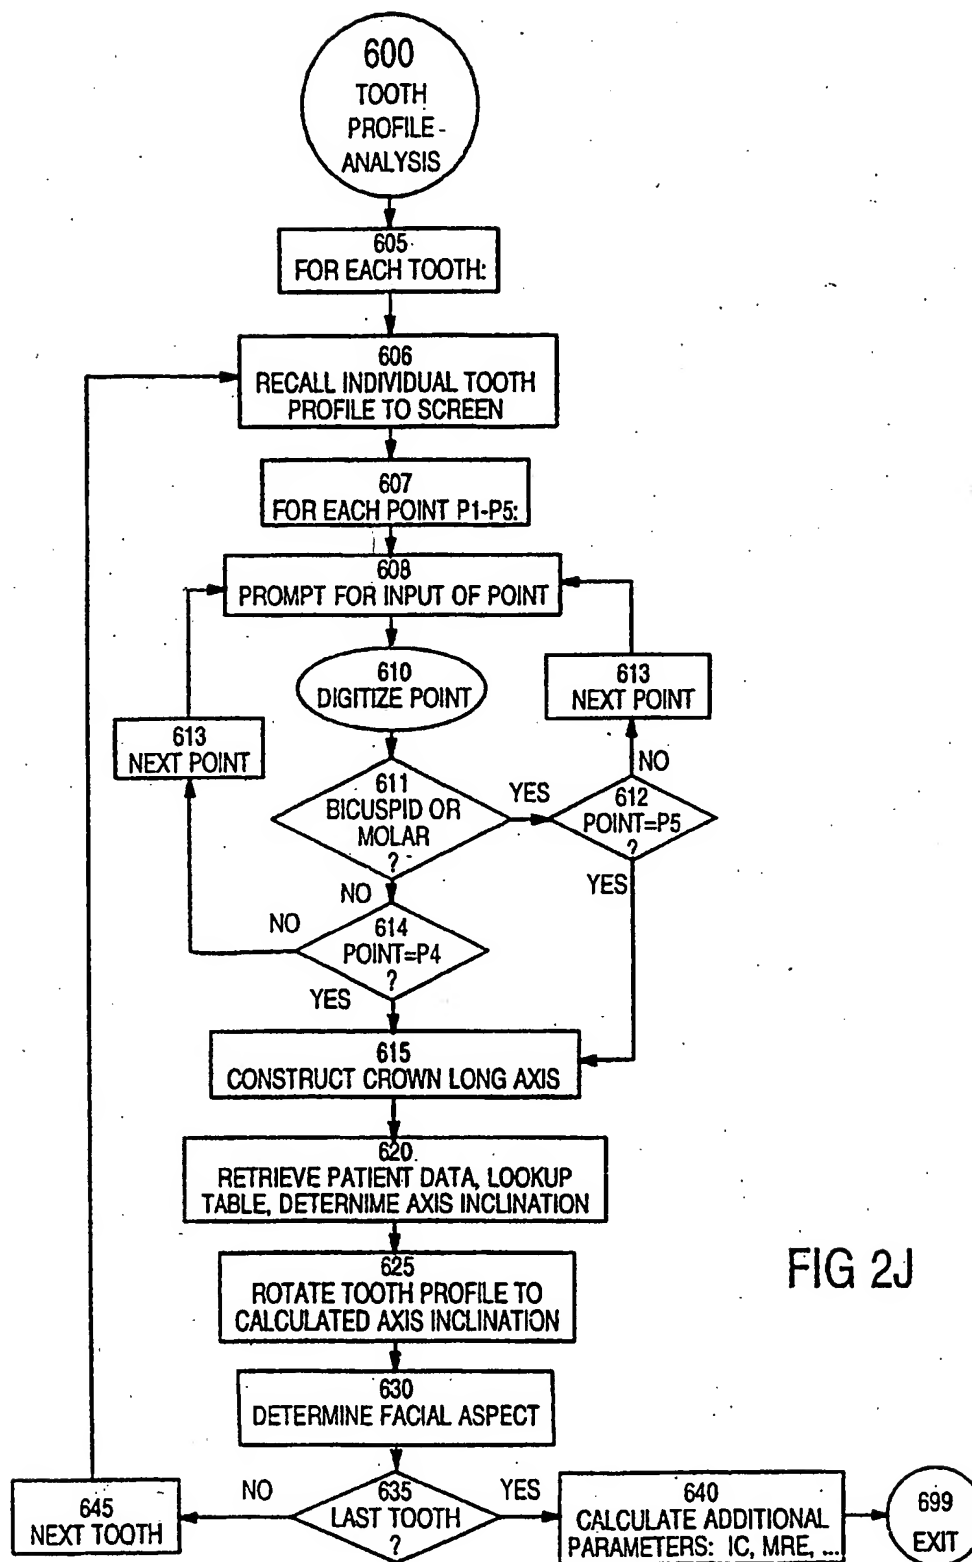 600
TOOTH
PROFILE-
ANALYSIS
605
FOR EACH TOOTH:
606
RECALL INDIVIDUAL TOOTH
PROFILE TO SCREEN
607
FOR EACH POINT P1-P5:
608
PROMPT FOR INPUT OF POINT
610
DIGITIZE POINT
613
NEXT POINT
613
NEXT POINT
611
BICUSPID OR
MOLAR
?
YES
NO
612
POINT=P5
?
NO
YES
614
POINT=P4
?
NO
YES
615
CONSTRUCT CROWN LONG AXIS
620
RETRIEVE PATIENT DATA, LOOKUP
TABLE, DETERNIME AXIS INCLINATION
625
ROTATE TOOTH PROFILE TO
CALCULATED AXIS INCLINATION
FIG 2J
630
DETERMINE FACIAL ASPECT
635
LAST TOOTH
?
NO
YES
645
NEXT TOOTH
640
CALCULATE ADDITIONAL
PARAMETERS: IC, MRE, ...
699
EXIT